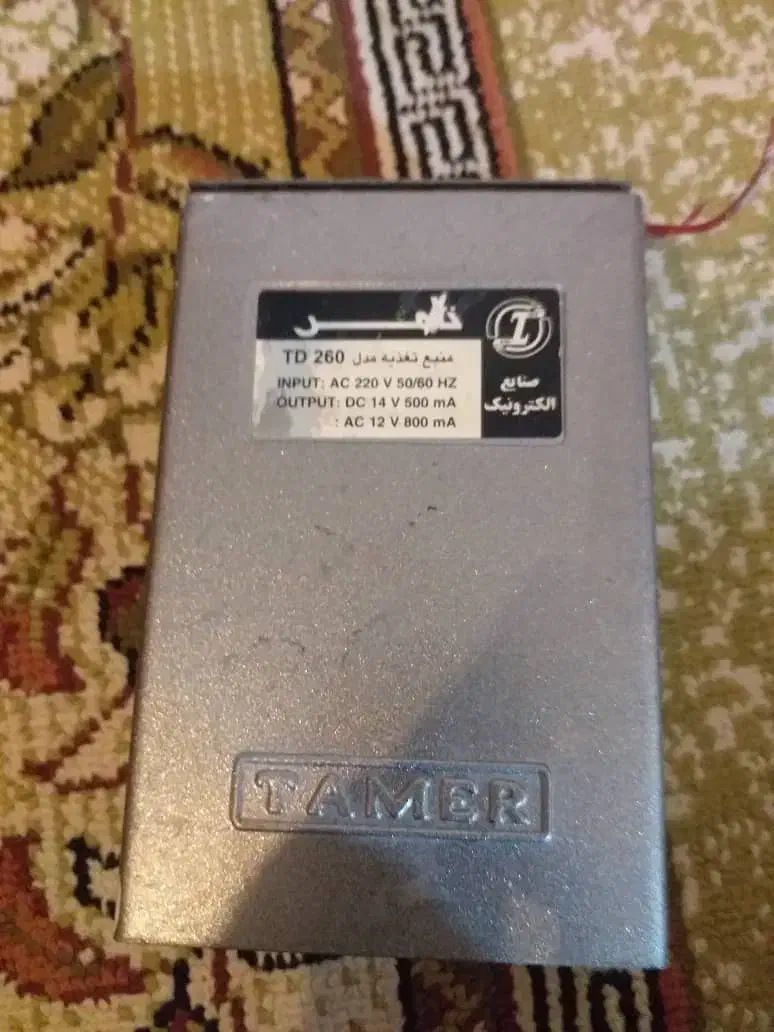 تامر
منبع تغذیه مدل TD 260
INPUT: AC 220 V 50/60 HZ
OUTPUT: DC 14 V 500 mA
: AC 12 V 800 mA
صنایع
الکترونیک
TAMER